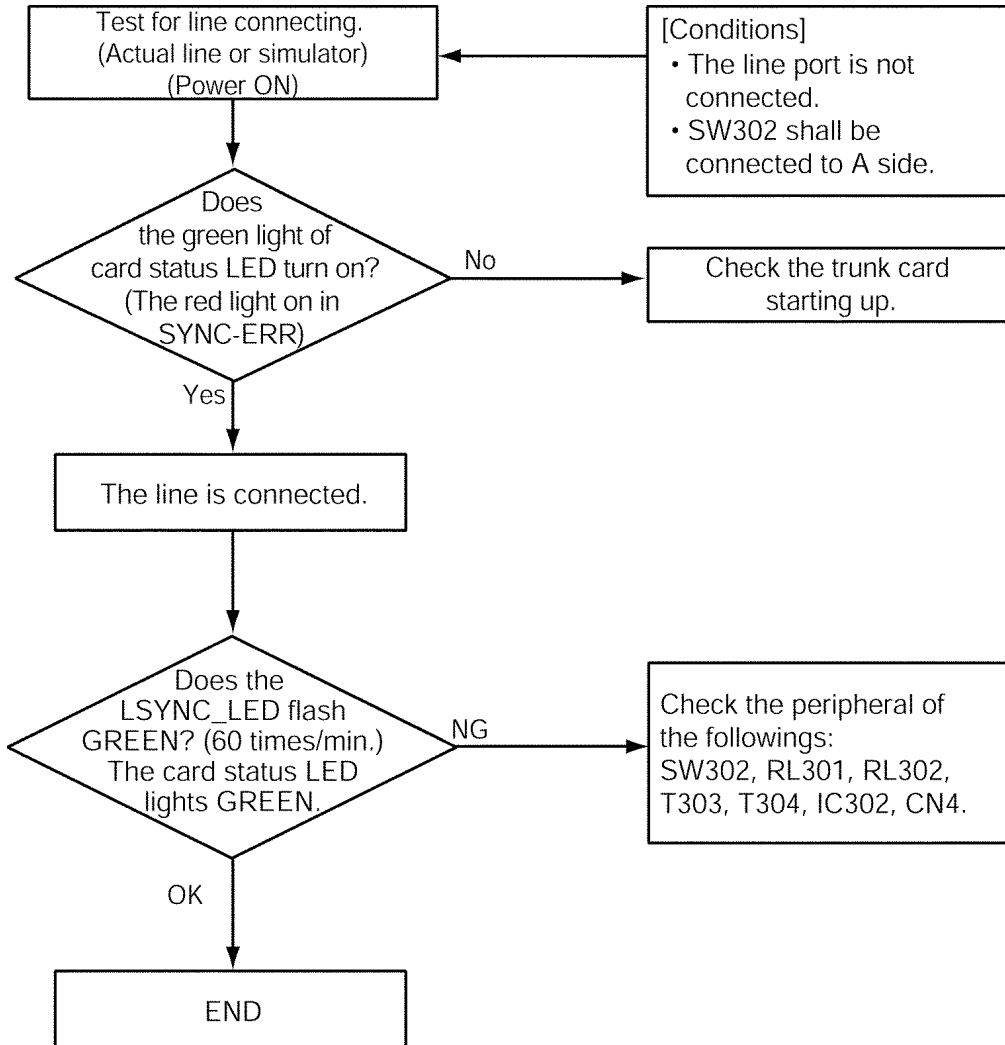 Test for line connecting.
(Actual line or simulator)
(Power ON)
[Conditions]
• The line port is not
connected.
• SW302 shall be
connected to A side.
Does
the green light of
card status LED turn on?
(The red light on in
SYNC-ERR)
No
Check the trunk card
starting up.
Yes
The line is connected.
Does the
LSYNC_LED flash
GREEN? (60 times/min.)
The card status LED
lights GREEN.
NG
Check the peripheral of
the followings:
SW302, RL301, RL302,
T303, T304, IC302, CN4.
OK
END